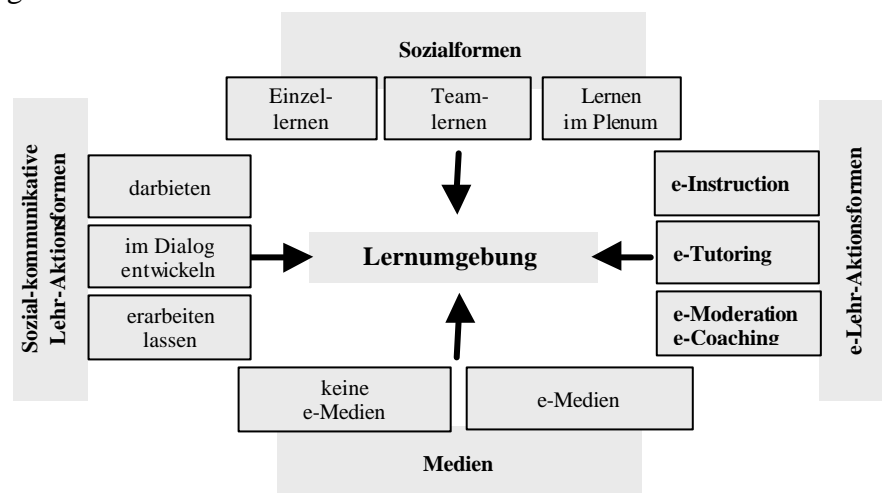 g
Sozialformen
Einzel-
lernen
Team-
lernen
Lernen
im Plenum
Sozial-kommunikative
Lehr-Aktionsformen
darbieten
im Dialog
entwickeln
erarbeiten
lassen
Lernumgebung
e-Instruction
e-Tutoring
e-Moderation
e-Coaching
e-Lehr-Aktionsformen
keine
e-Medien
e-Medien
Medien